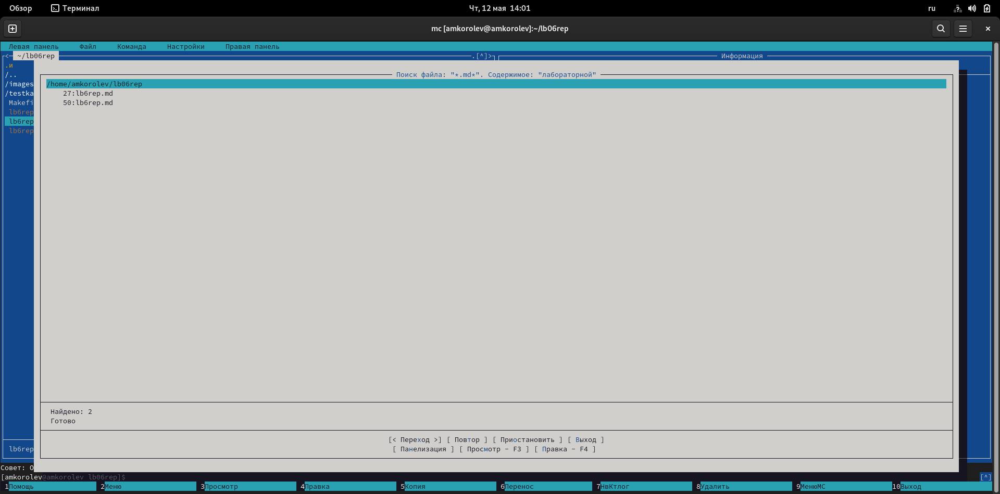 Обзор Терминал Чт, 12 мая 14:01 ru
mc [amkorolev@amkorolev]:~/lb06rep
Левая панель Файл Команда Настройки Правая панель
<─ ~/lb06rep .[^]> Информация
.и
/..
Поиск файла: "*.md*". Содержимое: "лабораторной"
/images /home/amkorolev/lb06rep
/testka 27:lb6rep.md
Makefi 50:lb6rep.md
lb6rep
lb6rep
lb6rep
Найдено: 2
Готово
[< Переход >] [ Повтор ] [ Приостановить ] [ Выход ]
lb6rep [ Панелизация ] [ Просмотр - F3 ] [ Правка - F4 ]
Совет: О
[amkorolev@amkorolev lb06rep]$ [^]
1Помощь 2Меню 3Просмотр 4Правка 5Копия 6Перенос 7НвКтлог 8Удалить 9МенюMC 10Выход